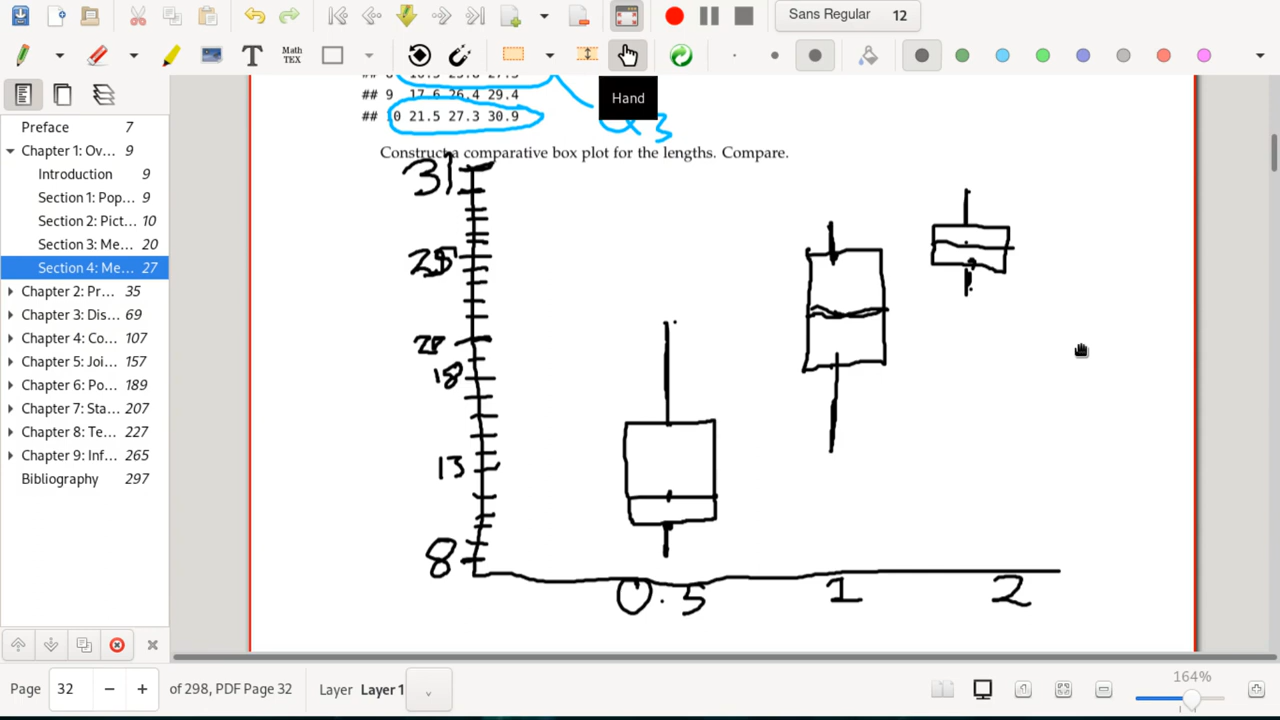 Sans Regular 12
Math
TEX
Hand
Preface 7
Chapter 1: Ov... 9
Introduction 9
Section 1: Pop... 9
Section 2: Pict... 10
Section 3: Me... 20
Section 4: Me... 27
Chapter 2: Pr... 35
Chapter 3: Dis... 69
Chapter 4: Co... 107
Chapter 5: Join... 157
Chapter 6: Po... 189
Chapter 7: Sta... 207
Chapter 8: Te... 227
Chapter 9: Inf... 265
Bibliography 297
## 9 17.6 26.4 29.4
## 10 21.5 27.3 30.9
Q3
Construct a comparative box plot for the lengths. Compare.
31
25
18
13
8
0.5 1 2
Page 32 of 298, PDF Page 32 Layer Layer 1
164%